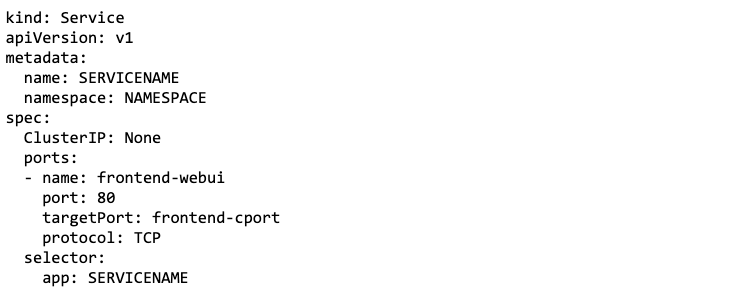 kind: Service
apiVersion: v1
metadata:
  name: SERVICENAME
  namespace: NAMESPACE
spec:
  ClusterIP: None
  ports:
  - name: frontend-webui
    port: 80
    targetPort: frontend-cport
    protocol: TCP
  selector:
    app: SERVICENAME